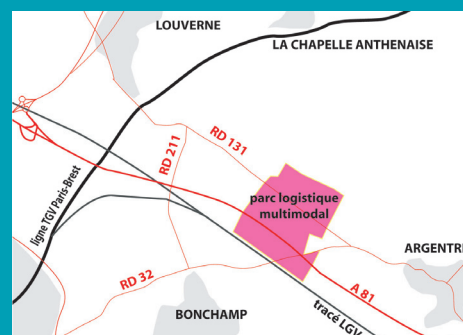 LOUVERNE
LA CHAPELLE ANTHENAISE
ligne TGV Paris-Brest
RD 211
RD 131
parc logistique
multimodal
ARGENTRE
RD 32
A 81
BONCHAMP
tracé LGV